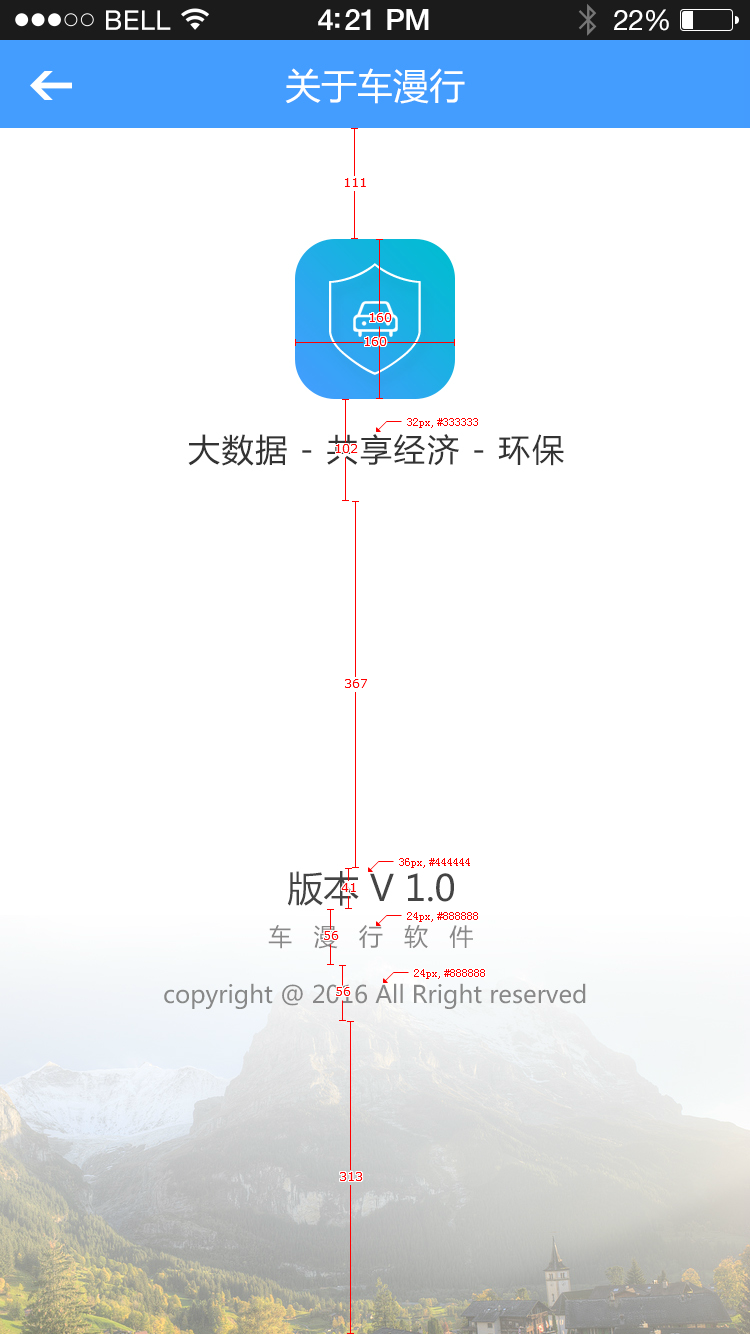 BELL 4:21 PM 22%
关于车漫行
111
160
160
32px, #333333
大数据 - 共享经济 - 环保
102
367
36px, #444444
版本 V 1.0
41
24px, #888888
车漫行软件
56
24px, #888888
copyright @ 2016 All Rright reserved
56
313